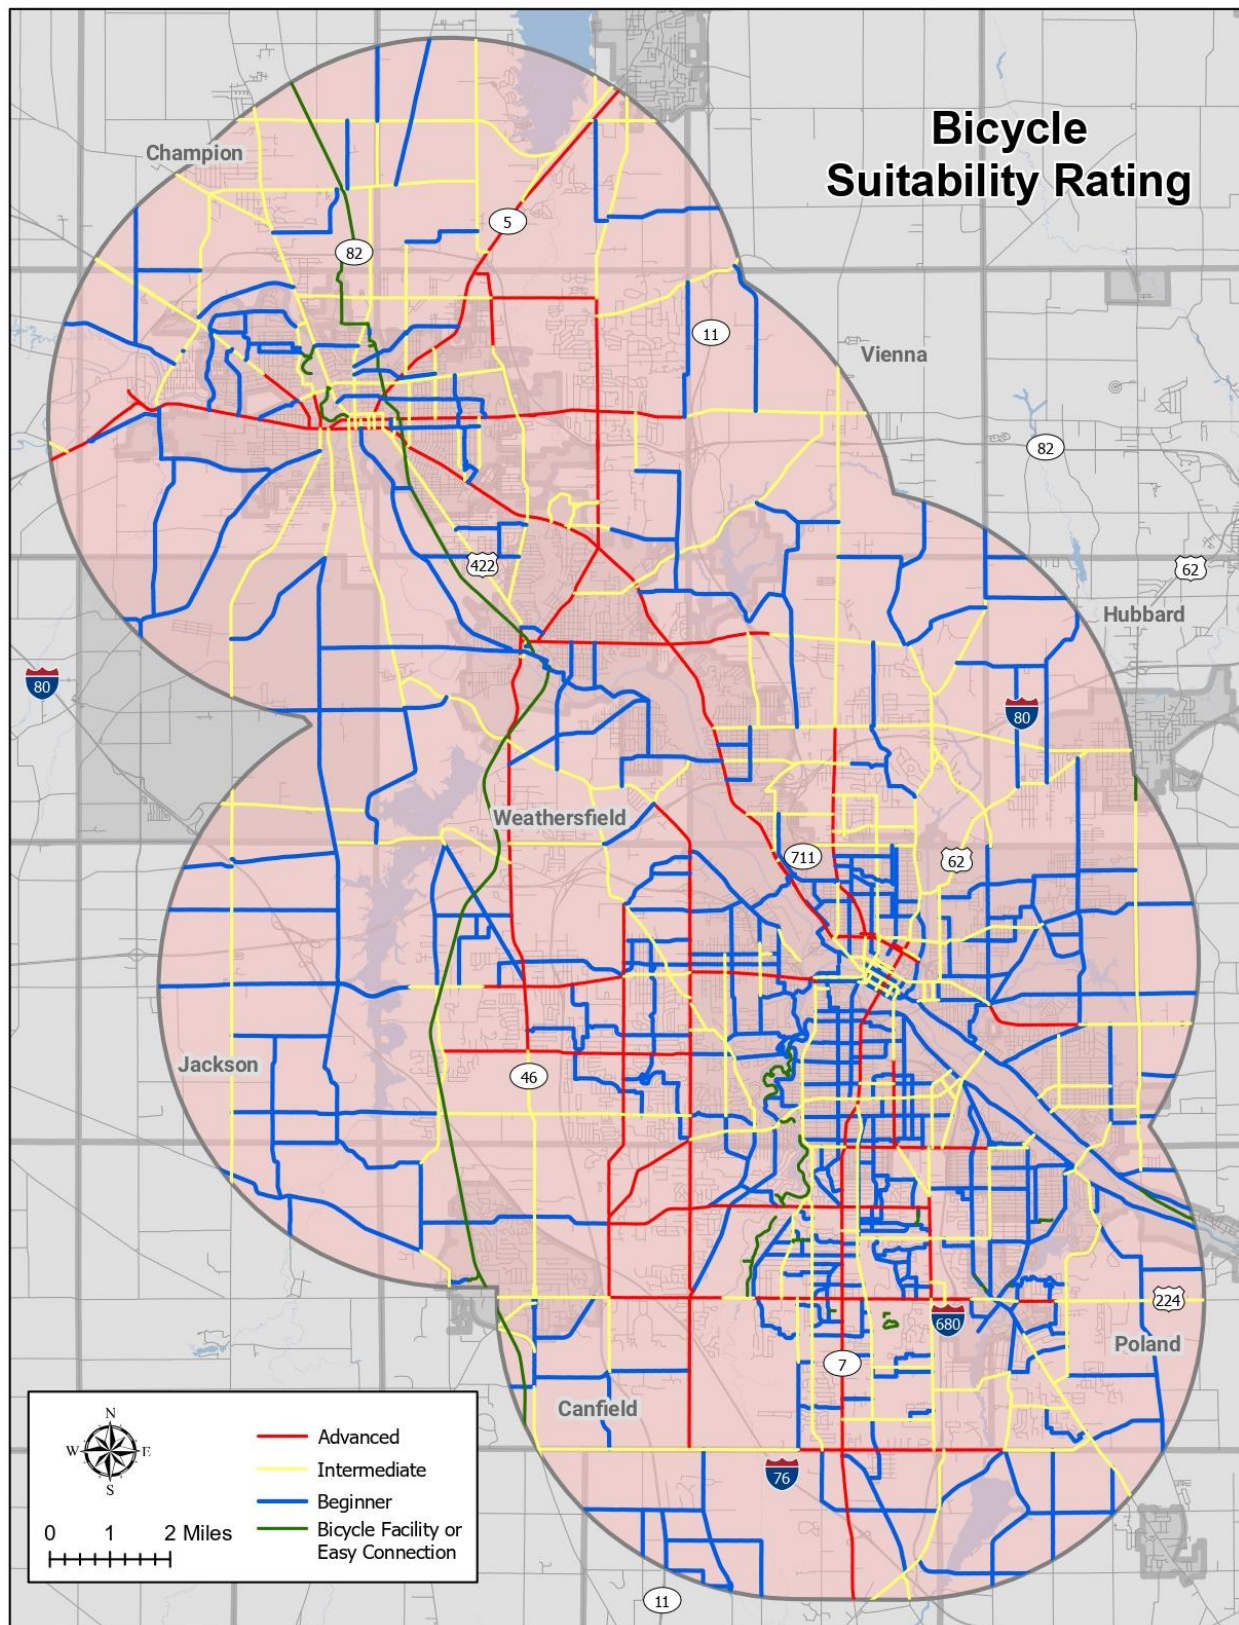 Bicycle
Suitability Rating
Champion
5
82
11
Vienna
82
422
62
Hubbard
80
80
Weathersfield
711
62
Jackson
46
224
680
Poland
7
Canfield
76
11
N
W E
S
0 1 2 Miles
Advanced
Intermediate
Beginner
Bicycle Facility or
Easy Connection